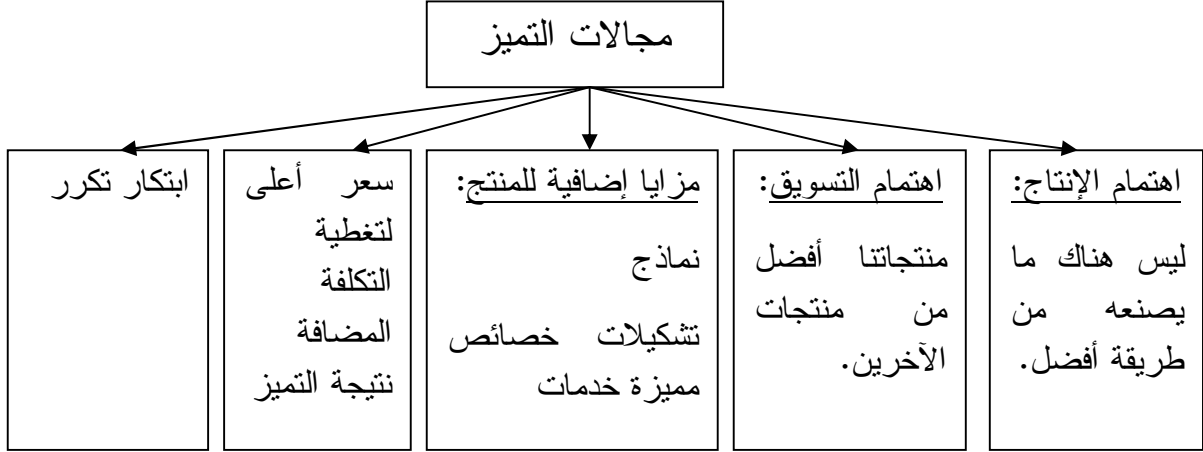 مجالات التميز
اهتمام الإنتاج:
ليس هناك ما
يصنعه من
طريقة أفضل.
اهتمام التسويق:
منتجاتنا أفضل
من منتجات
الآخرين.
مزايا إضافية للمنتج:
نماذج
تشكيلات خصائص
مميزة خدمات
سعر أعلى
لتغطية
التكلفة
المضافة
نتيجة التميز
ابتكار تكرر